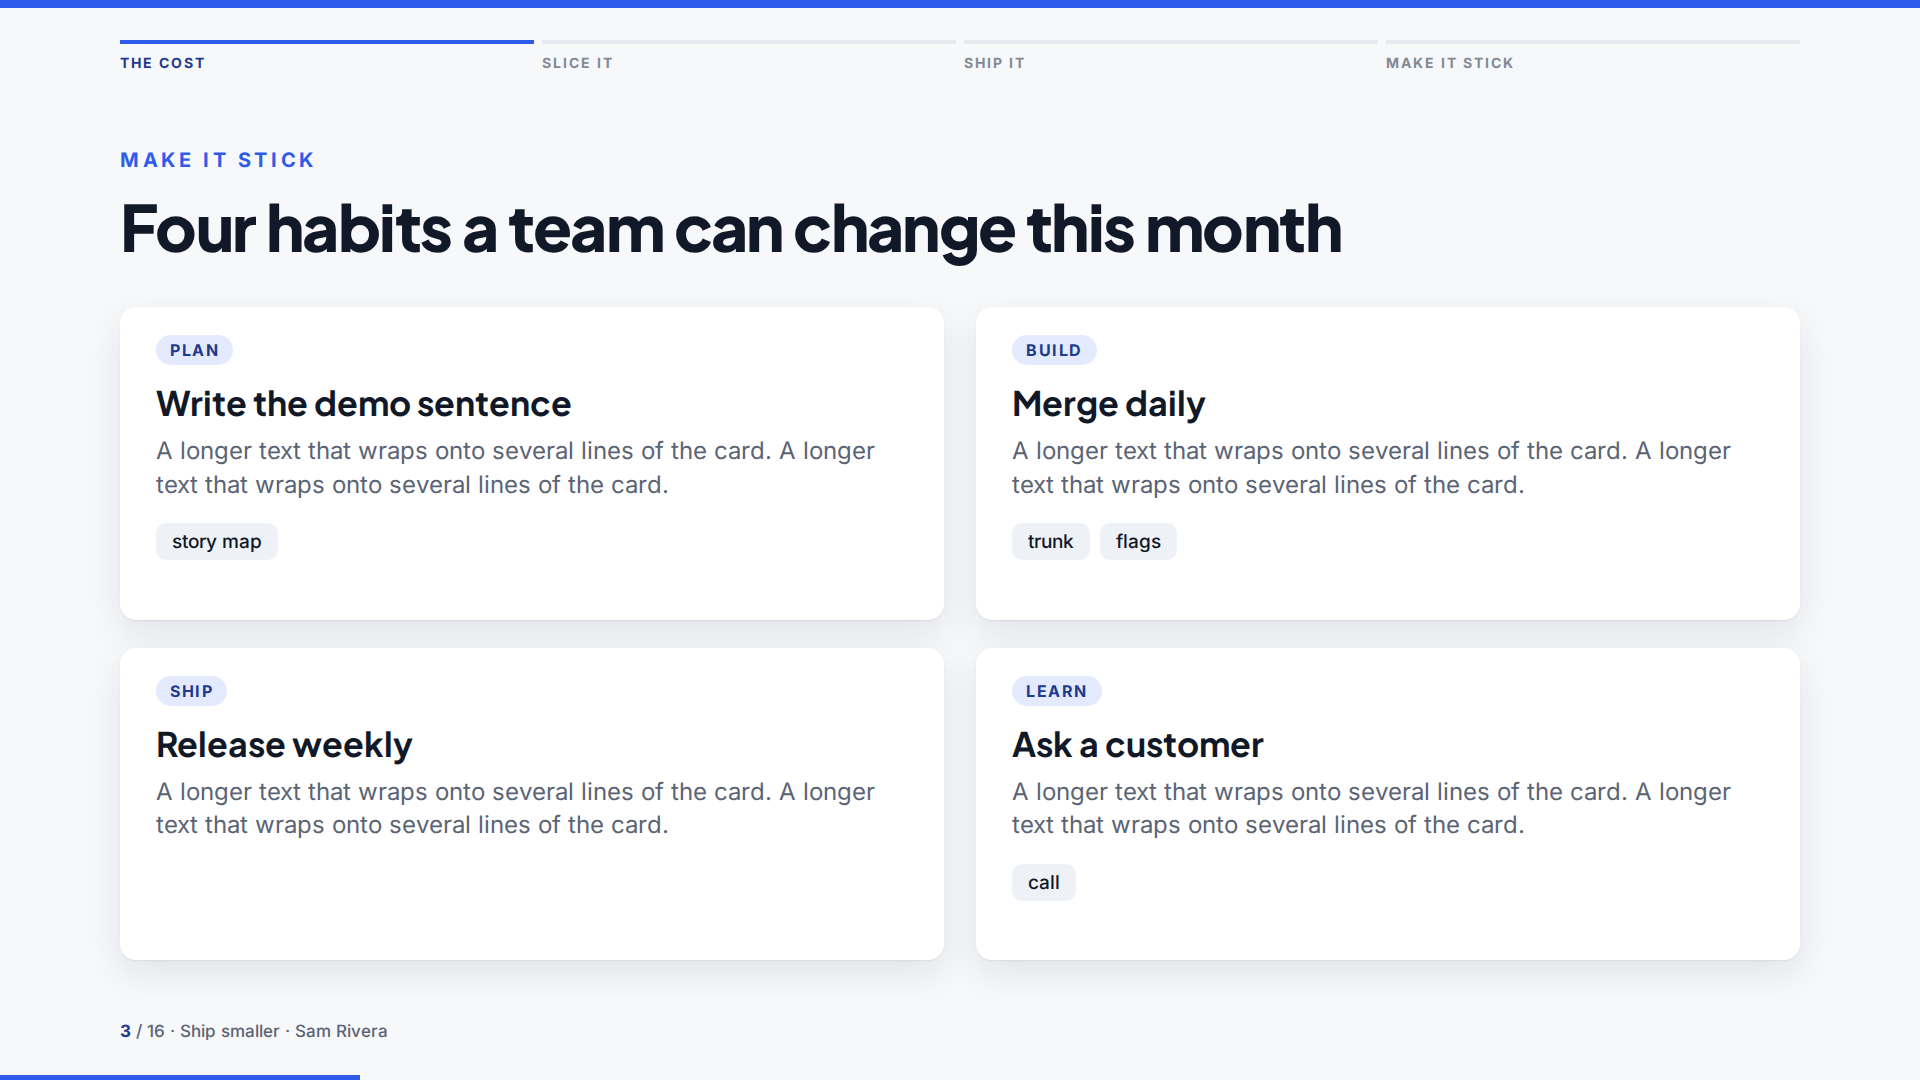 THE COST
SLICE IT
SHIP IT
MAKE IT STICK
MAKE IT STICK
Four habits a team can change this month
PLAN
Write the demo sentence
A longer text that wraps onto several lines of the card. A longer
text that wraps onto several lines of the card.
story map
BUILD
Merge daily
A longer text that wraps onto several lines of the card. A longer
text that wraps onto several lines of the card.
trunk
flags
SHIP
Release weekly
A longer text that wraps onto several lines of the card. A longer
text that wraps onto several lines of the card.
LEARN
Ask a customer
A longer text that wraps onto several lines of the card. A longer
text that wraps onto several lines of the card.
call
3 / 16 · Ship smaller · Sam Rivera